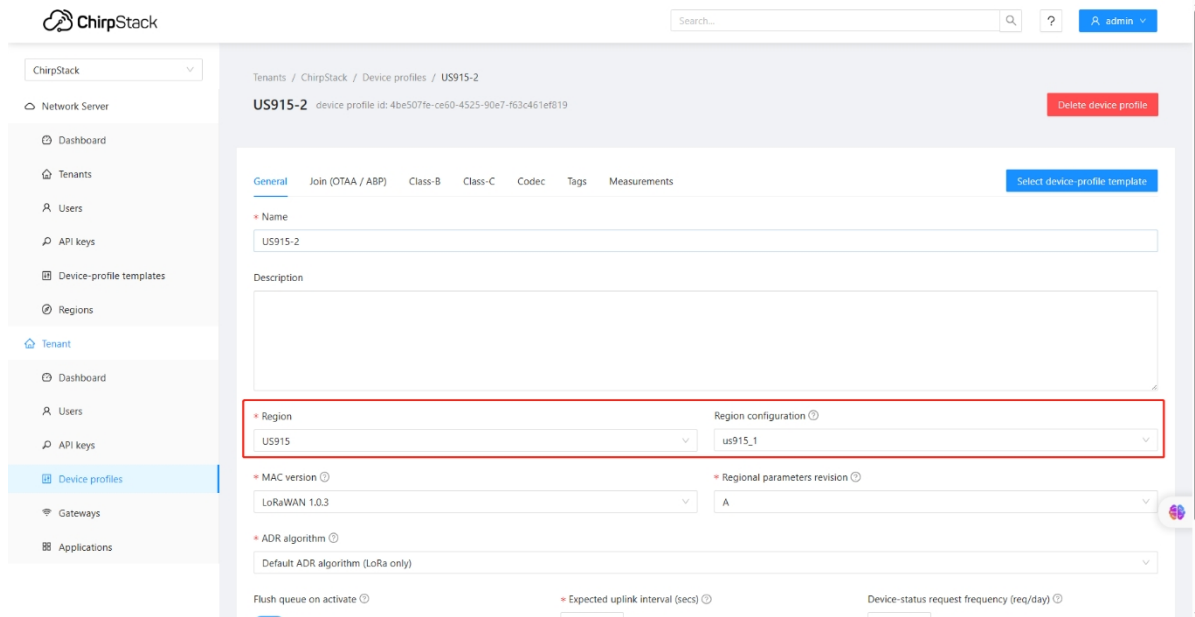 ChirpStack
Search...
?
admin
ChirpStack
Network Server
Dashboard
Tenants
Users
API keys
Device-profile templates
Regions
Tenant
Dashboard
Users
API keys
Device profiles
Gateways
Applications
Tenants / ChirpStack / Device profiles / US915-2
US915-2 device profile id: 4be507fe-ce60-4525-90e7-f63c461ef819
Delete device profile
General Join (OTAA / ABP) Class-B Class-C Codec Tags Measurements
Select device-profile template
* Name
US915-2
Description
* Region Region configuration ?
US915 us915_1
* MAC version ? * Regional parameters revision ?
LoRaWAN 1.0.3 A
* ADR algorithm ?
Default ADR algorithm (LoRa only)
Flush queue on activate ? * Expected uplink interval (secs) ? Device-status request frequency (req/day) ?